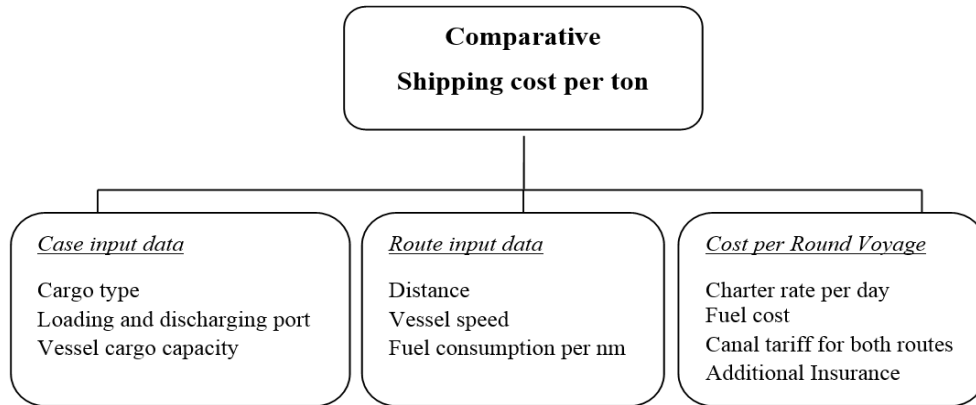 Comparative
Shipping cost per ton
Case input data
Cargo type
Loading and discharging port
Vessel cargo capacity
Route input data
Distance
Vessel speed
Fuel consumption per nm
Cost per Round Voyage
Charter rate per day
Fuel cost
Canal tariff for both routes
Additional Insurance